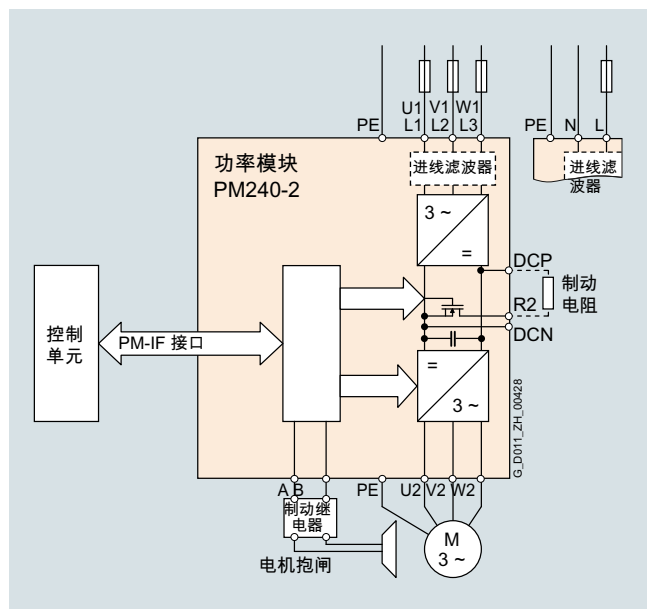 U1 V1 W1
PE L1 L2 L3
PE N L
功率模块
PM240-2
进线滤波器
进线滤
波器
3 ~
=
DCP
制动
电阻
R2
DCN
控制
单元
PM-IF 接口
=
3 ~
G_D011_ZH_00428
A B
PE U2 V2 W2
制动继
电器
M
3 ~
电机抱闸